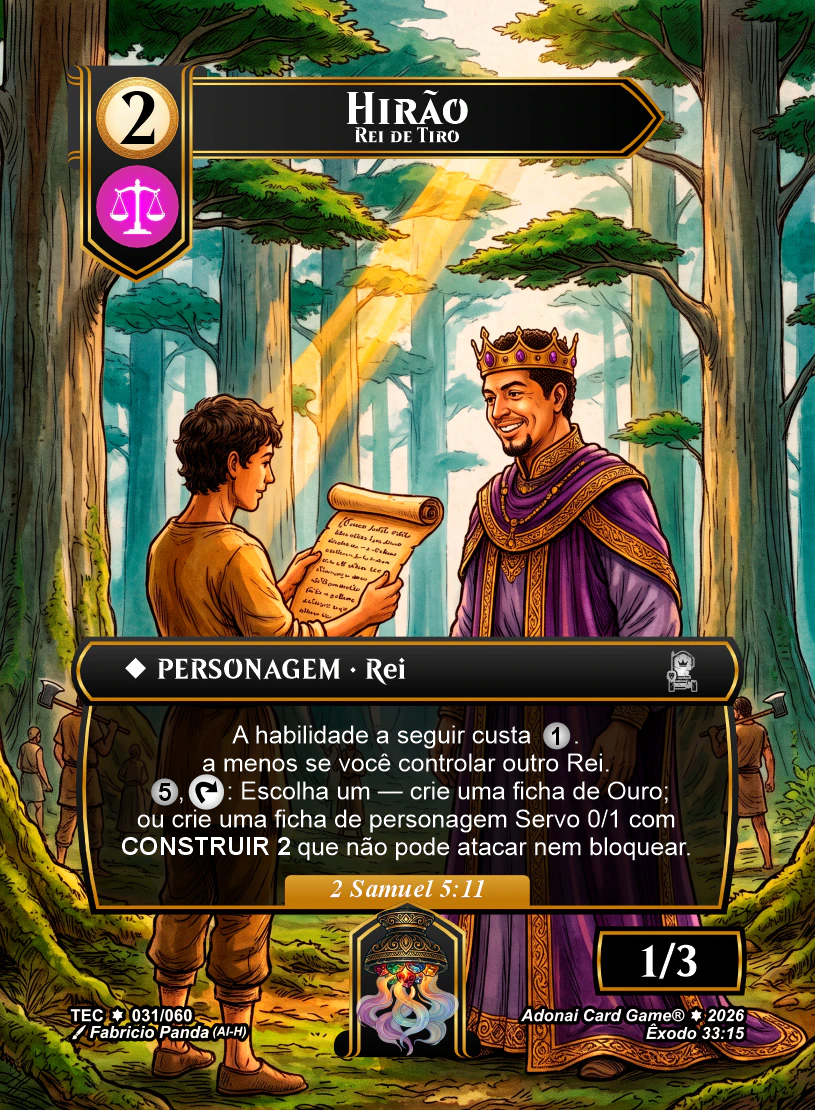 2
HIRÃO
REI DE TIRO
PERSONAGEM · Rei
A habilidade a seguir custa 1.
a menos se você controlar outro Rei.
5, : Escolha um — crie uma ficha de Ouro;
ou crie uma ficha de personagem Servo 0/1 com
CONSTRUIR 2 que não pode atacar nem bloquear.
2 Samuel 5:11
1/3
TEC 031/060
Fabricio Panda (AI-H)
Adonai Card Game® 2026
Êxodo 33:15